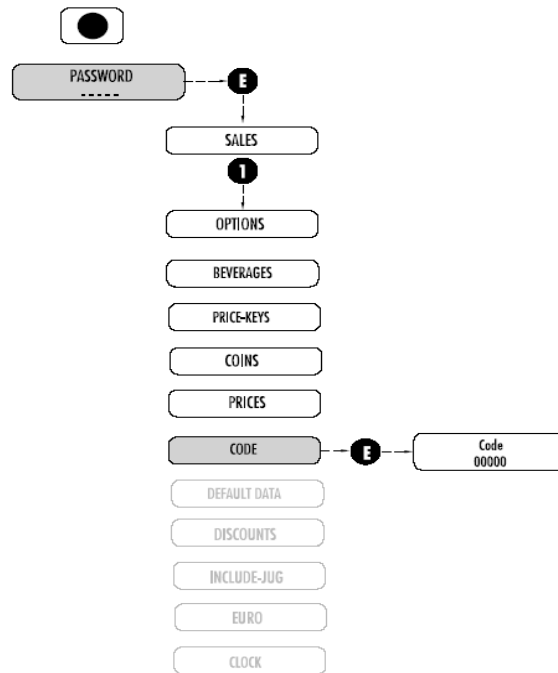 PASSWORD
-----
E
SALES
1
OPTIONS
BEVERAGES
PRICE-KEYS
COINS
PRICES
CODE
E
Code
00000
DEFAULT DATA
DISCOUNTS
INCLUDE-JUG
EURO
CLOCK